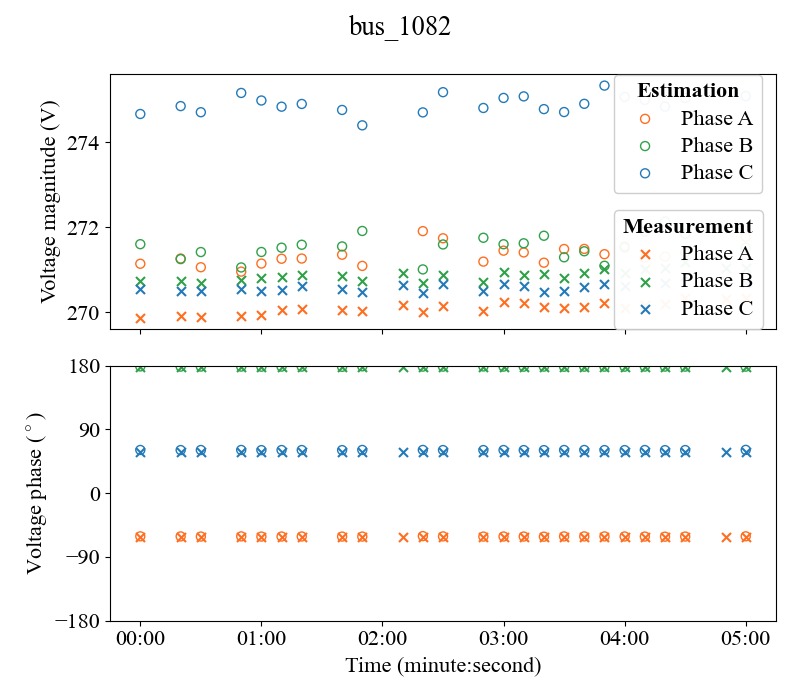 bus_1082
Voltage magnitude (V)
274
272
270
Estimation
Phase A
Phase B
Phase C
Measurement
Phase A
Phase B
Phase C
Voltage phase (°)
180
90
0
−90
−180
00:00 01:00 02:00 03:00 04:00 05:00
Time (minute:second)